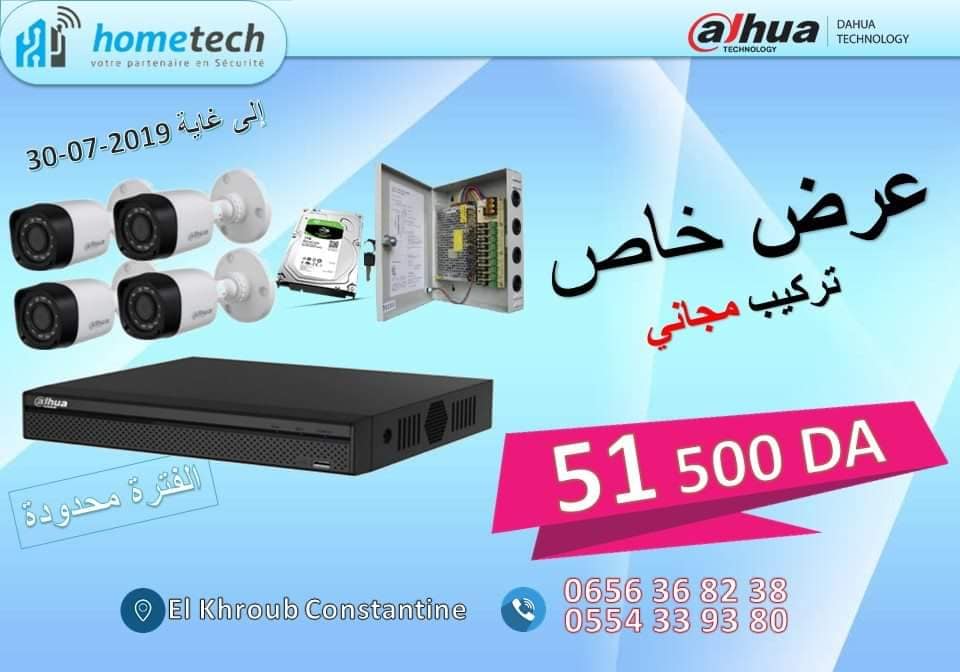 hometech
votre partenaire en Sécurité
alhua
TECHNOLOGY
DAHUA
TECHNOLOGY
إلى غاية 2019-07-30
عرض خاص
تركيب مجاني
alhua
51 500 DA
الفترة محدودة
El Khroub Constantine
0656 36 82 38
0554 33 93 80